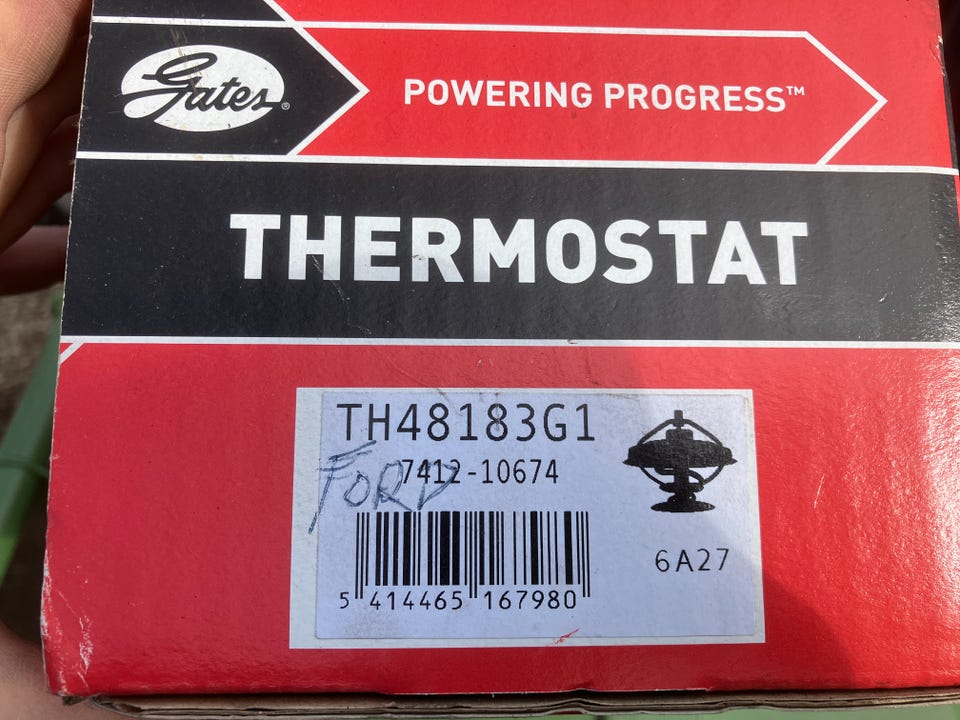 Gates®
POWERING PROGRESS™
THERMOSTAT
TH48183G1
7412-10674
FORD
6A27
5 414465 167980